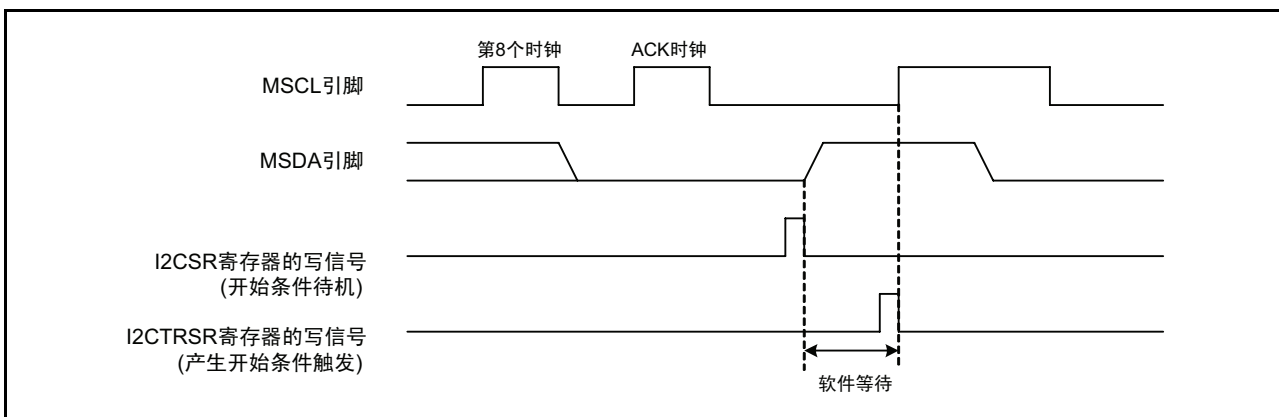 第8个时钟 ACK时钟
MSCL引脚
MSDA引脚
I2CSR寄存器的写信号
(开始条件待机)
I2CTRSR寄存器的写信号
(产生开始条件触发)
软件等待